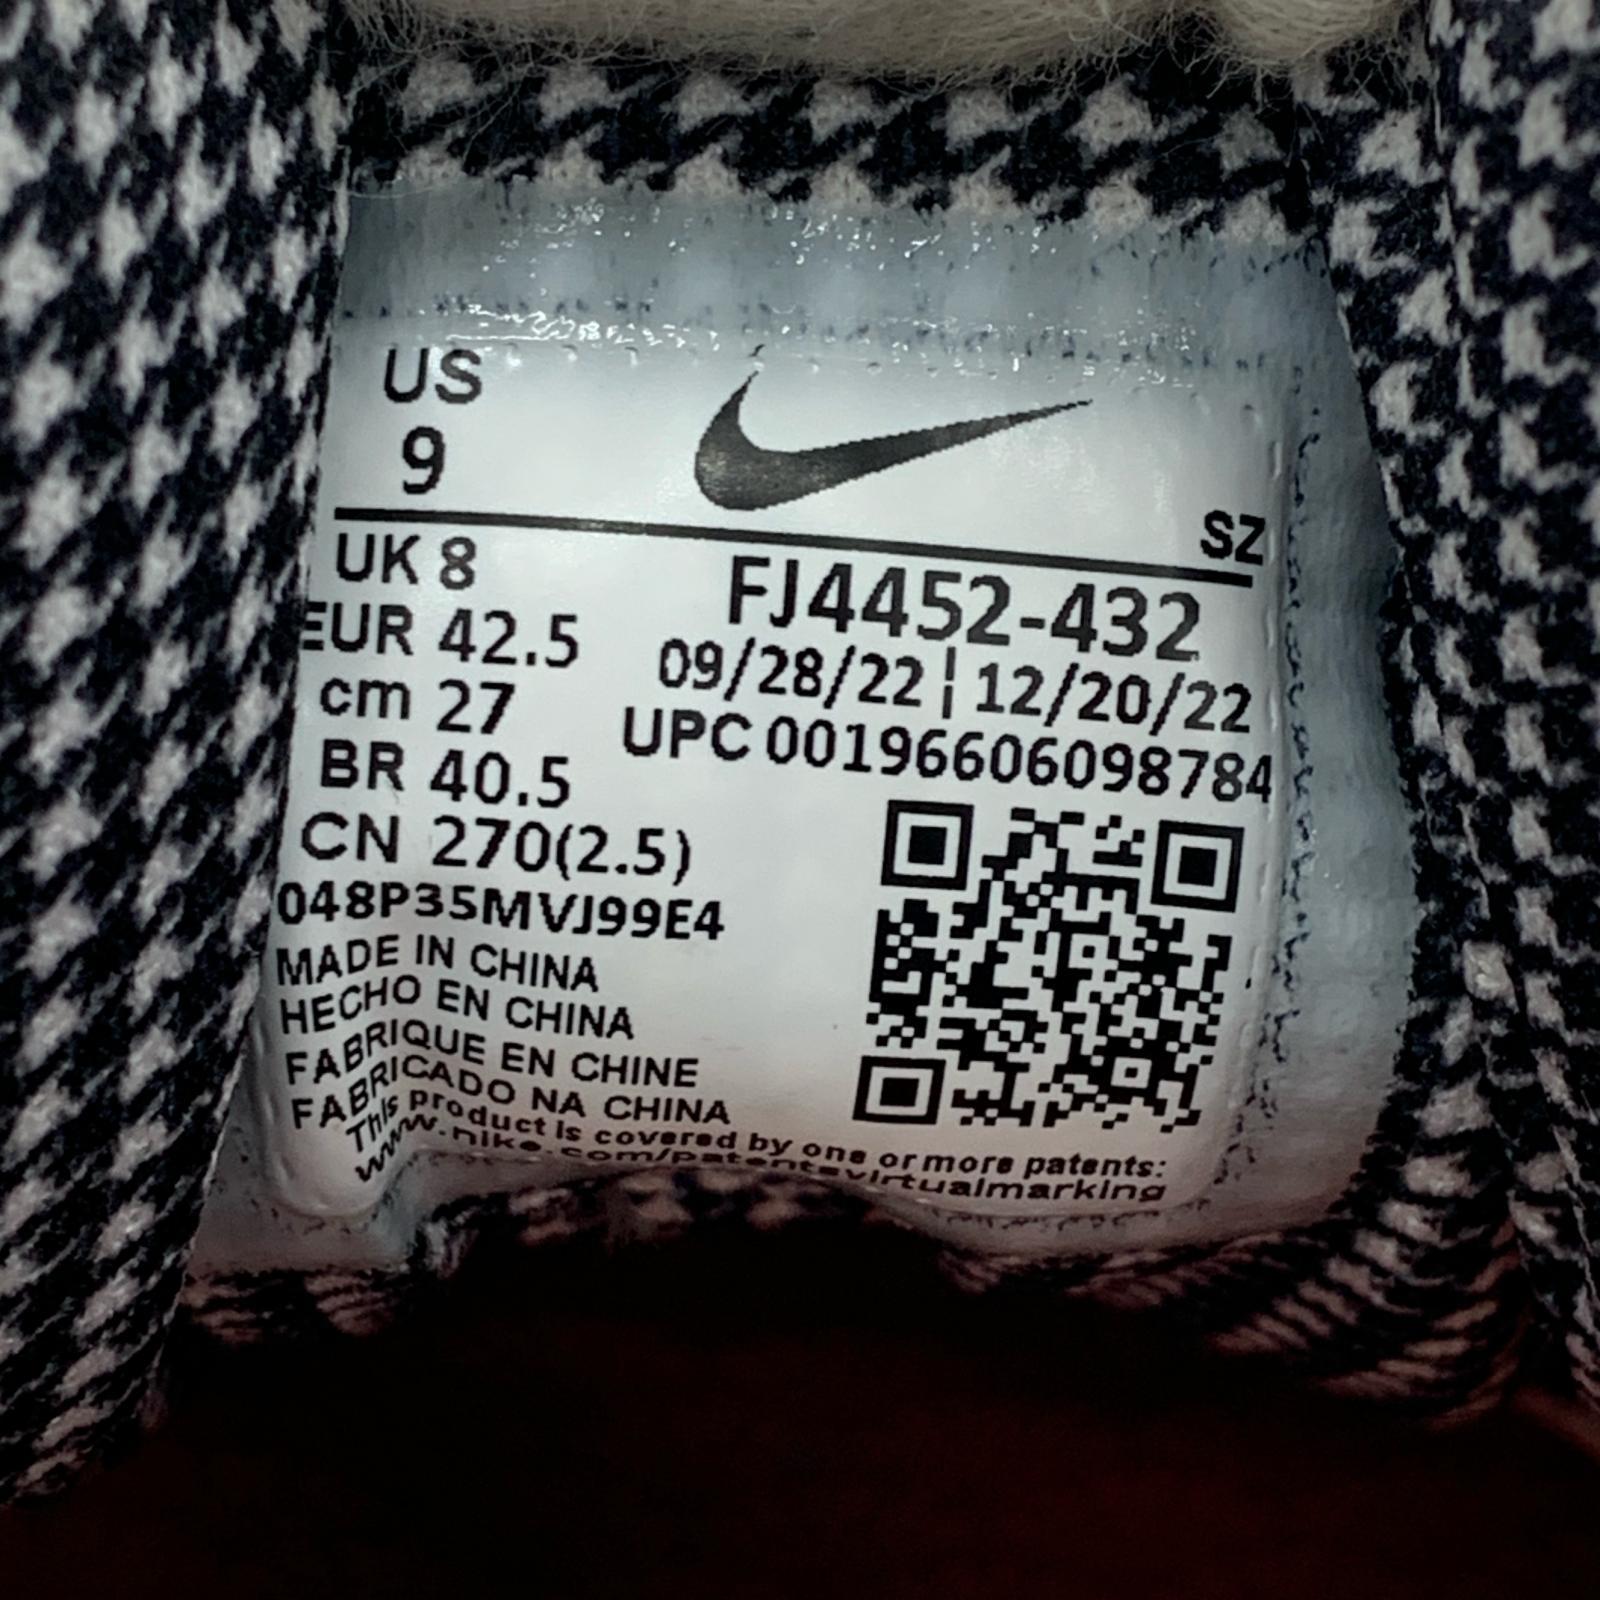 US
9
SZ
UK 8
EUR 42.5
cm 27
BR 40.5
CN 270(2.5)
FJ4452-432
09/28/22 ¦ 12/20/22
UPC 00196606098784
048P35MVJ99E4
MADE IN CHINA
HECHO EN CHINA
FABRIQUE EN CHINE
FABRICADO NA CHINA
This product is covered by one or more patents:
www.nike.com/patentsvirtualmarking